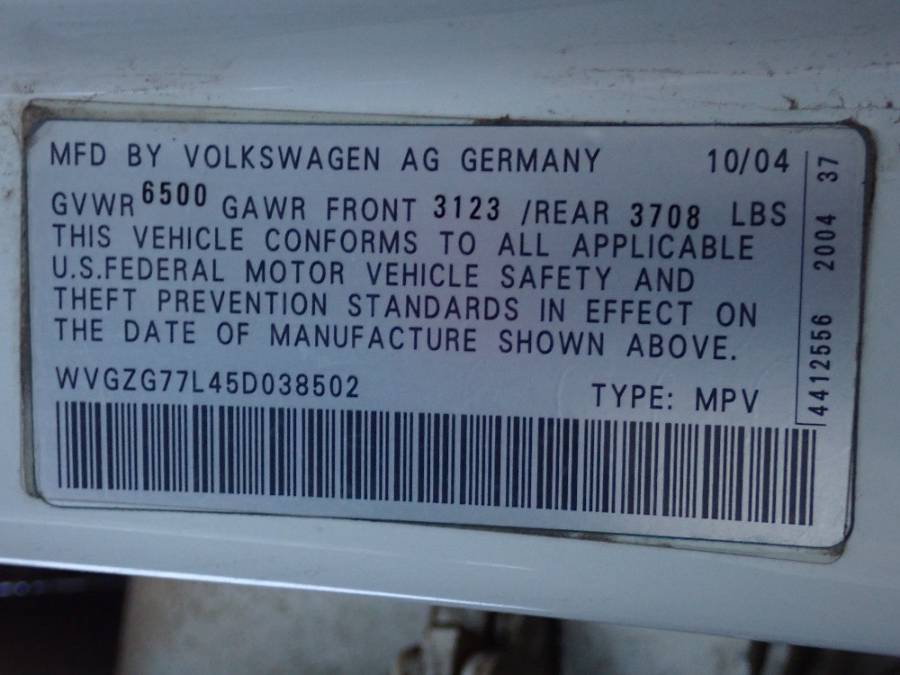 MFD BY VOLKSWAGEN AG GERMANY 10/04
GVWR 6500 GAWR FRONT 3123 /REAR 3708 LBS
THIS VEHICLE CONFORMS TO ALL APPLICABLE
U.S.FEDERAL MOTOR VEHICLE SAFETY AND
THEFT PREVENTION STANDARDS IN EFFECT ON
THE DATE OF MANUFACTURE SHOWN ABOVE.
WVGZG77L45D038502 TYPE: MPV
4412556 2004 37